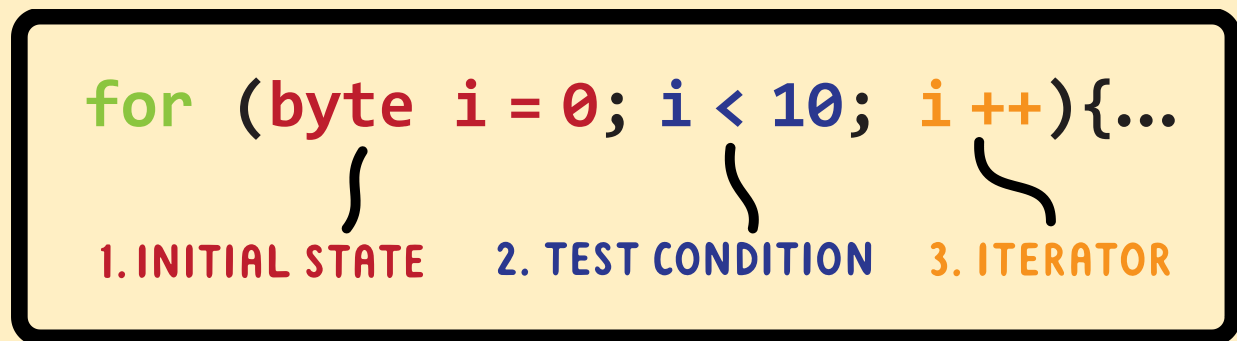 for (byte i = 0; i < 10; i ++){...
1. INITIAL STATE 2. TEST CONDITION 3. ITERATOR